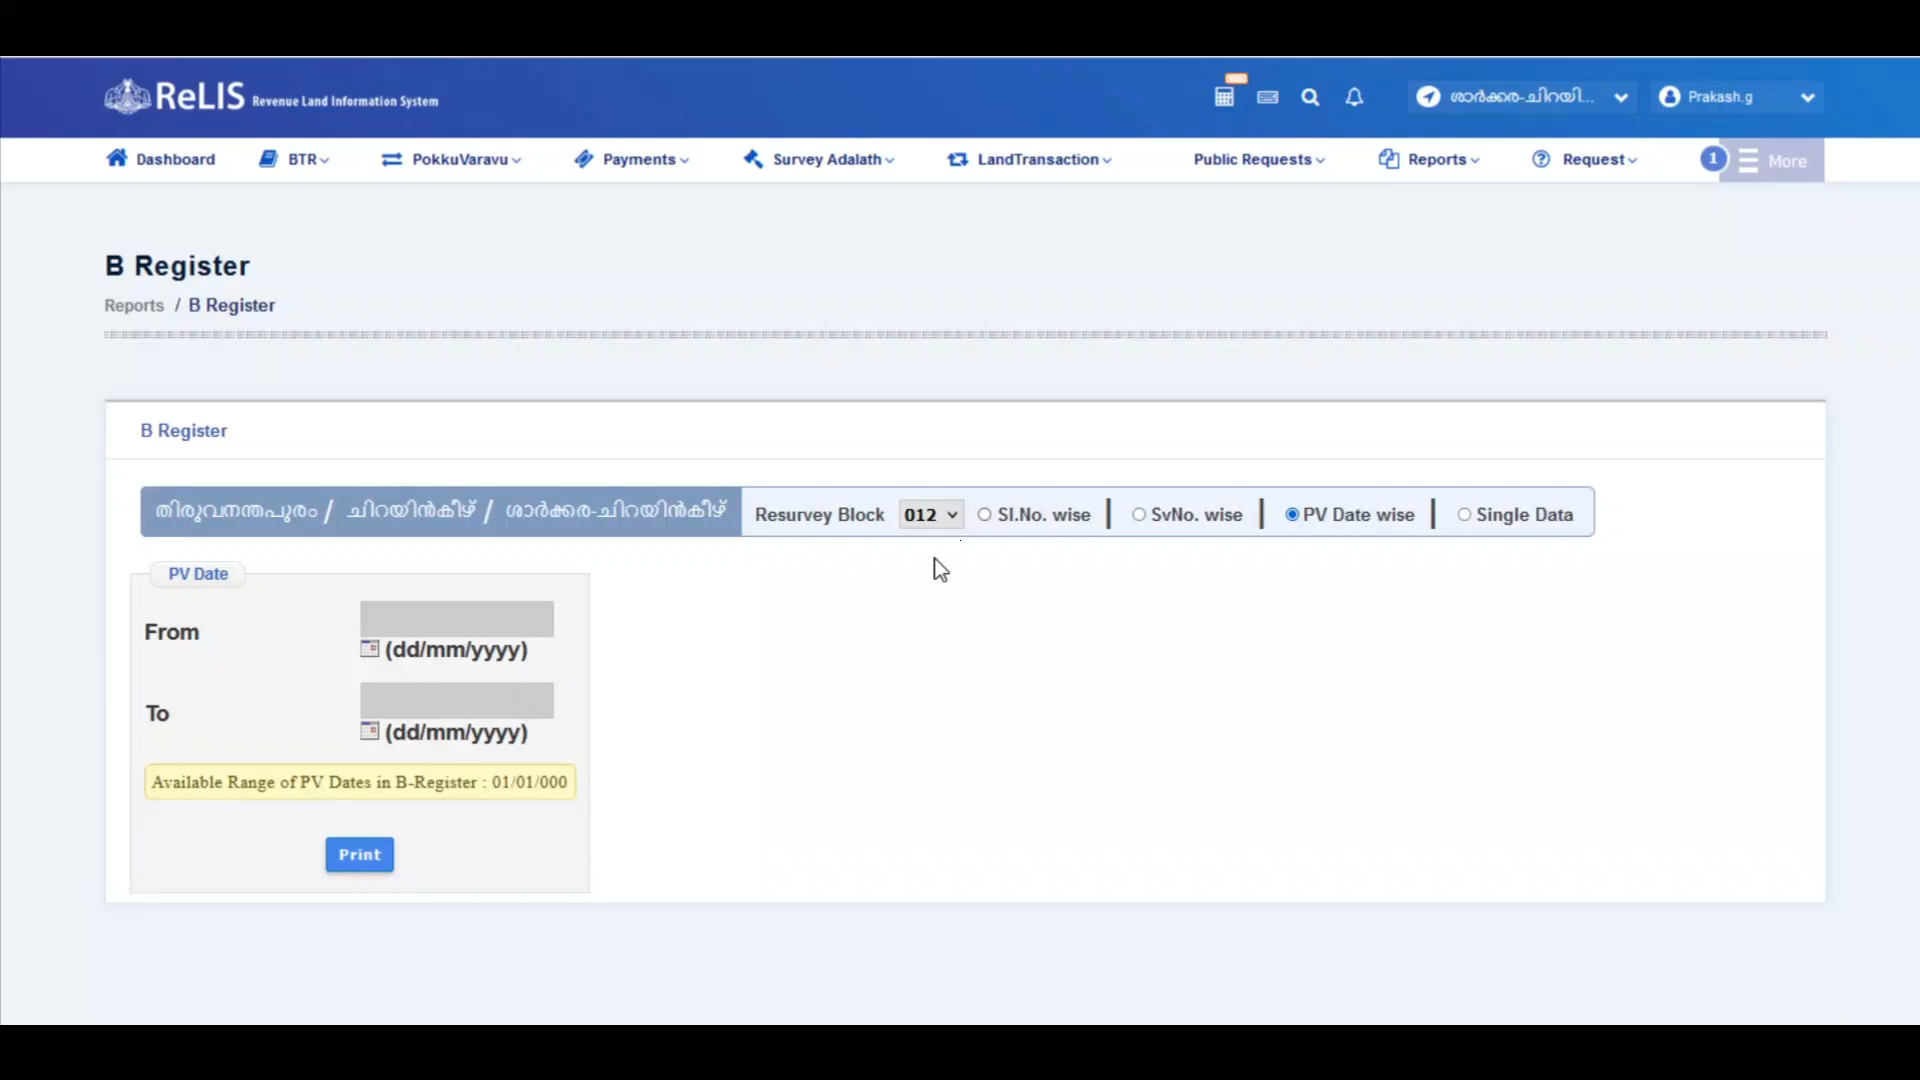 ReLIS Revenue Land Information System
ശാർക്കര-ചിറയി... Prakash.g
Dashboard BTR PokkuVaravu Payments Survey Adalath LandTransaction Public Requests Reports Request 1 More
B Register
Reports / B Register
B Register
തിരുവനന്തപുരം / ചിറയിൻകീഴ് / ശാർക്കര-ചിറയിൻകീഴ് Resurvey Block 012 Sl.No. wise | SvNo. wise | PV Date wise | Single Data
PV Date
From
(dd/mm/yyyy)
To
(dd/mm/yyyy)
Available Range of PV Dates in B-Register : 01/01/000
Print